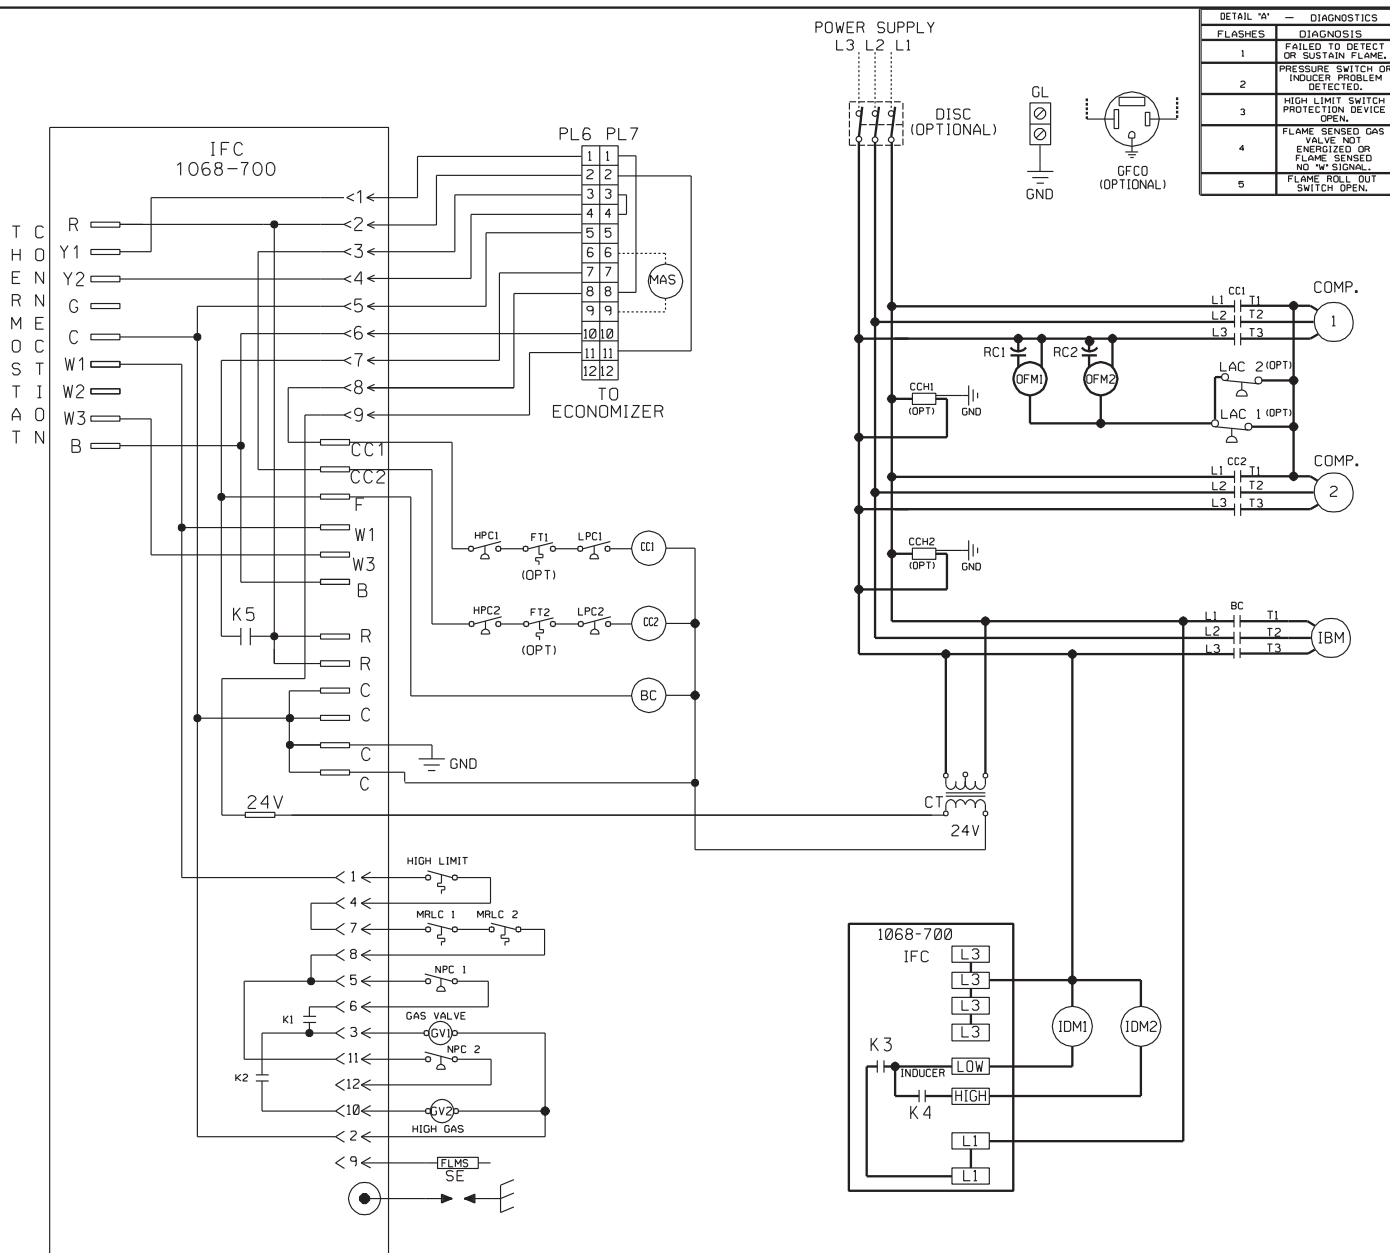 POWER SUPPLY
L3 L2 L1
DISC
(OPTIONAL)
GL
GND
GFCO
(OPTIONAL)
DETAIL "A" — DIAGNOSTICS
FLASHES DIAGNOSIS
1 FAILED TO DETECT
OR SUSTAIN FLAME.
2 PRESSURE SWITCH OR
INDUCER PROBLEM
DETECTED.
3 HIGH LIMIT SWITCH
PROTECTION DEVICE
OPEN.
4 FLAME SENSED GAS
VALVE NOT
ENERGIZED OR
FLAME SENSED
NO "W" SIGNAL.
5 FLAME ROLL OUT
SWITCH OPEN.
IFC
1068-700
THERMOSTAT
CONNECTION
R
Y1
Y2
G
C
W1
W2
W3
B
1
2
3
4
5
6
7
8
9
CC1
CC2
F
W1
W3
B
K5
R
R
C
C
C
C
GND
24V
PL6 PL7
1 1
2 2
3 3
4 4
5 5
6 6
7 7
8 8
9 9
10 10
11 11
12 12
TO
ECONOMIZER
MAS
HPC1
FT1
(OPT)
LPC1
CC1
HPC2
FT2
(OPT)
LPC2
CC2
BC
L1 CC1 T1
L2 T2
L3 T3
COMP.
1
RC1
OFM1
RC2
OFM2
LAC 2 (OPT)
LAC 1 (OPT)
CCH1
(OPT)
GND
L1 CC2 T1
L2 T2
L3 T3
COMP.
2
CCH2
(OPT)
GND
L1 BC T1
L2 T2
L3 T3
IBM
CT
24V
1
HIGH LIMIT
4
7
MRLC 1 MRLC 2
8
5
NPC 1
6
K1
3
GAS VALVE
GV1
11
NPC 2
K2
12
10
GV2
HIGH GAS
2
9
FLMS
SE
1068-700
IFC
L3
L3
L3
L3
K3
INDUCER
LOW
K4
HIGH
L1
L1
IDM1
IDM2